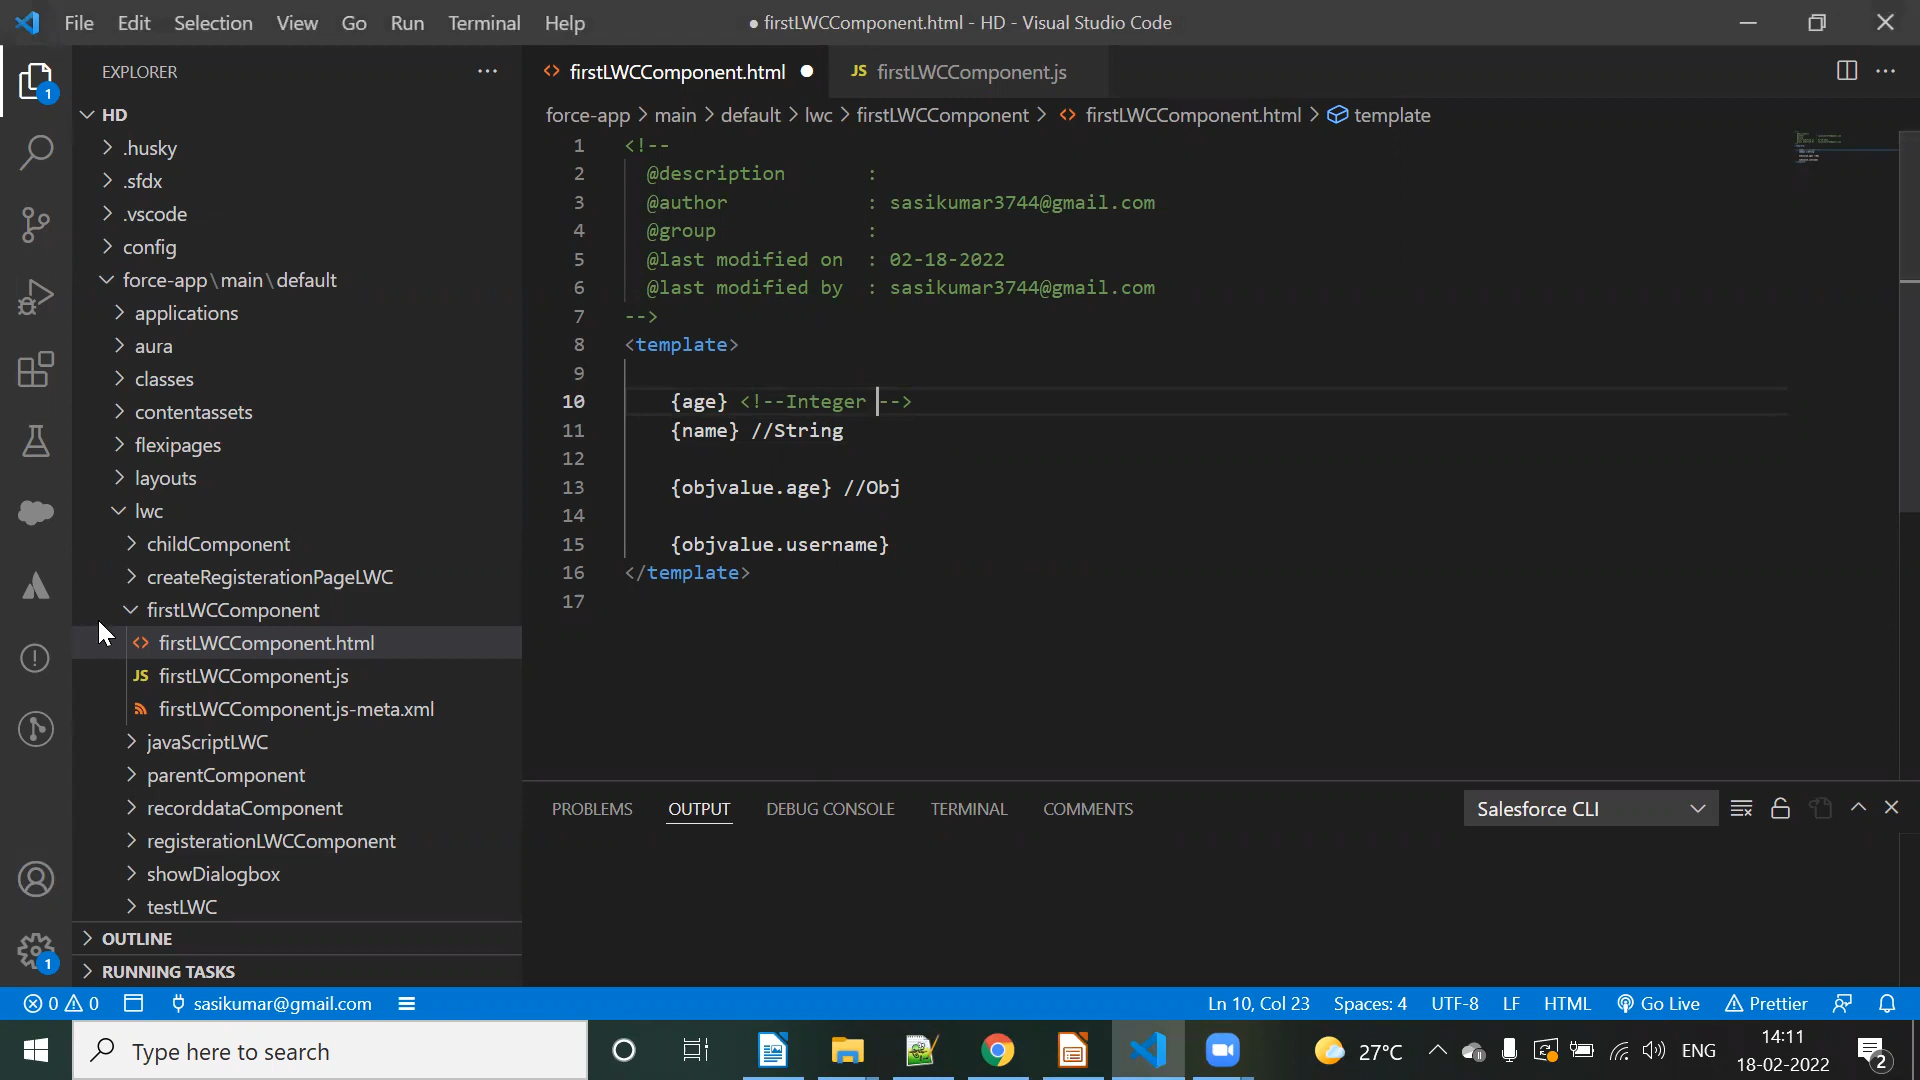 File Edit Selection View Go Run Terminal Help
● firstLWCComponent.html - HD - Visual Studio Code
EXPLORER
HD
.husky
.sfdx
.vscode
config
force-app\main\default
applications
aura
classes
contentassets
flexipages
layouts
lwc
childComponent
createRegisterationPageLWC
firstLWCComponent
firstLWCComponent.html
JS firstLWCComponent.js
firstLWCComponent.js-meta.xml
javaScriptLWC
parentComponent
recorddataComponent
registerationLWCComponent
showDialogbox
testLWC
OUTLINE
RUNNING TASKS
1
1
firstLWCComponent.html ● JS firstLWCComponent.js
force-app > main > default > lwc > firstLWCComponent > firstLWCComponent.html > template
1 <!--
2 @description :
3 @author : sasikumar3744@gmail.com
4 @group :
5 @last modified on : 02-18-2022
6 @last modified by : sasikumar3744@gmail.com
7 -->
8 <template>
9
10 {age} <!--Integer -->
11 {name} //String
12
13 {objvalue.age} //Obj
14
15 {objvalue.username}
16 </template>
17
PROBLEMS OUTPUT DEBUG CONSOLE TERMINAL COMMENTS
Salesforce CLI
0 0 sasikumar@gmail.com Ln 10, Col 23 Spaces: 4 UTF-8 LF HTML Go Live Prettier
Type here to search
27°C ENG
14:11
18-02-2022
2